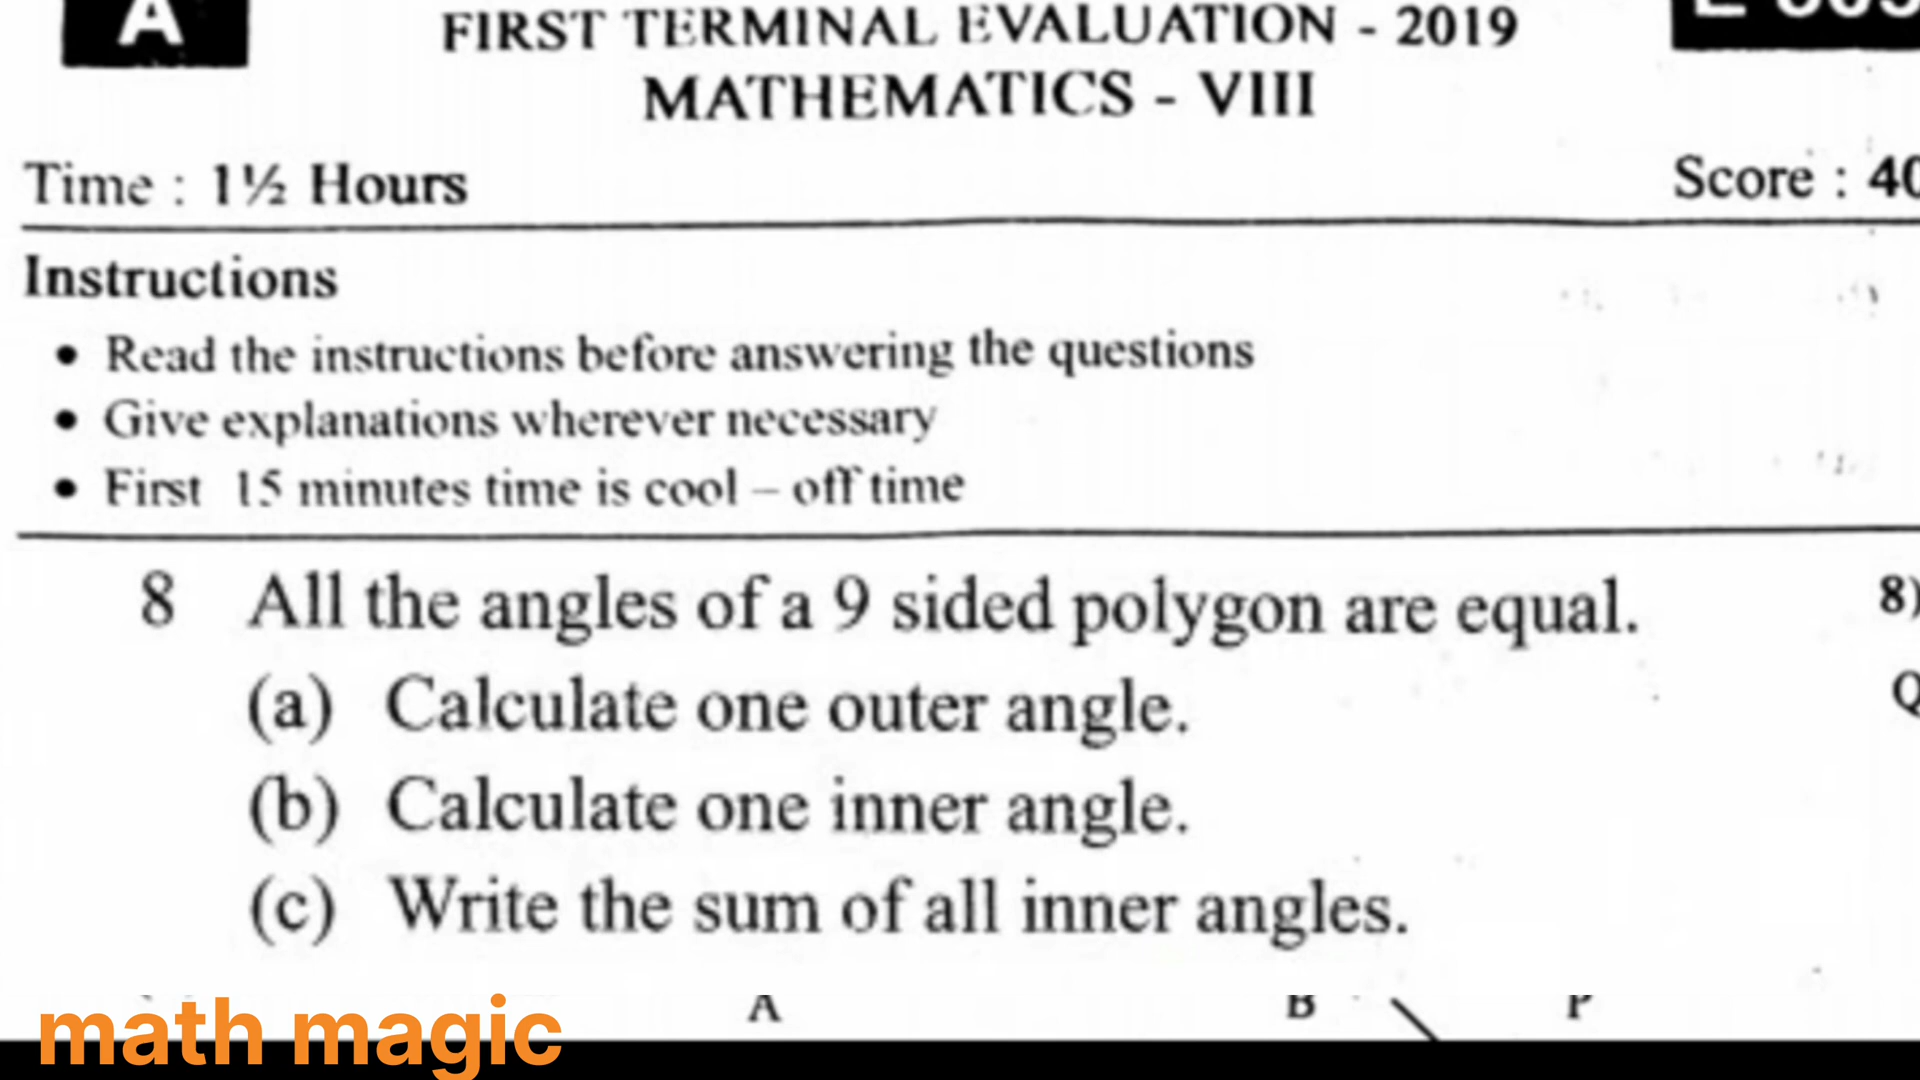 A
FIRST TERMINAL EVALUATION - 2019
MATHEMATICS - VIII
Time : 1½ Hours
Score : 40
Instructions
• Read the instructions before answering the questions
• Give explanations wherever necessary
• First 15 minutes time is cool – off time
8 All the angles of a 9 sided polygon are equal.
8)
(a) Calculate one outer angle.
Q
(b) Calculate one inner angle.
(c) Write the sum of all inner angles.
A B P
math magic